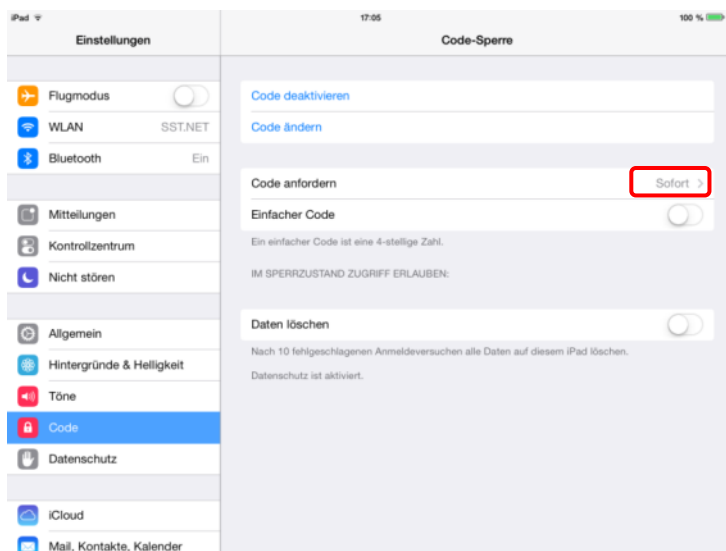 iPad 17:05 100 %
Einstellungen
Code-Sperre
Flugmodus
WLAN SST.NET
Bluetooth Ein
Mitteilungen
Kontrollzentrum
Nicht stören
Allgemein
Hintergründe & Helligkeit
Töne
Code
Datenschutz
iCloud
Mail, Kontakte, Kalender
Code deaktivieren
Code ändern
Code anfordern Sofort
Einfacher Code
Ein einfacher Code ist eine 4-stellige Zahl.
IM SPERRZUSTAND ZUGRIFF ERLAUBEN:
Daten löschen
Nach 10 fehlgeschlagenen Anmeldeversuchen alle Daten auf diesem iPad löschen.
Datenschutz ist aktiviert.